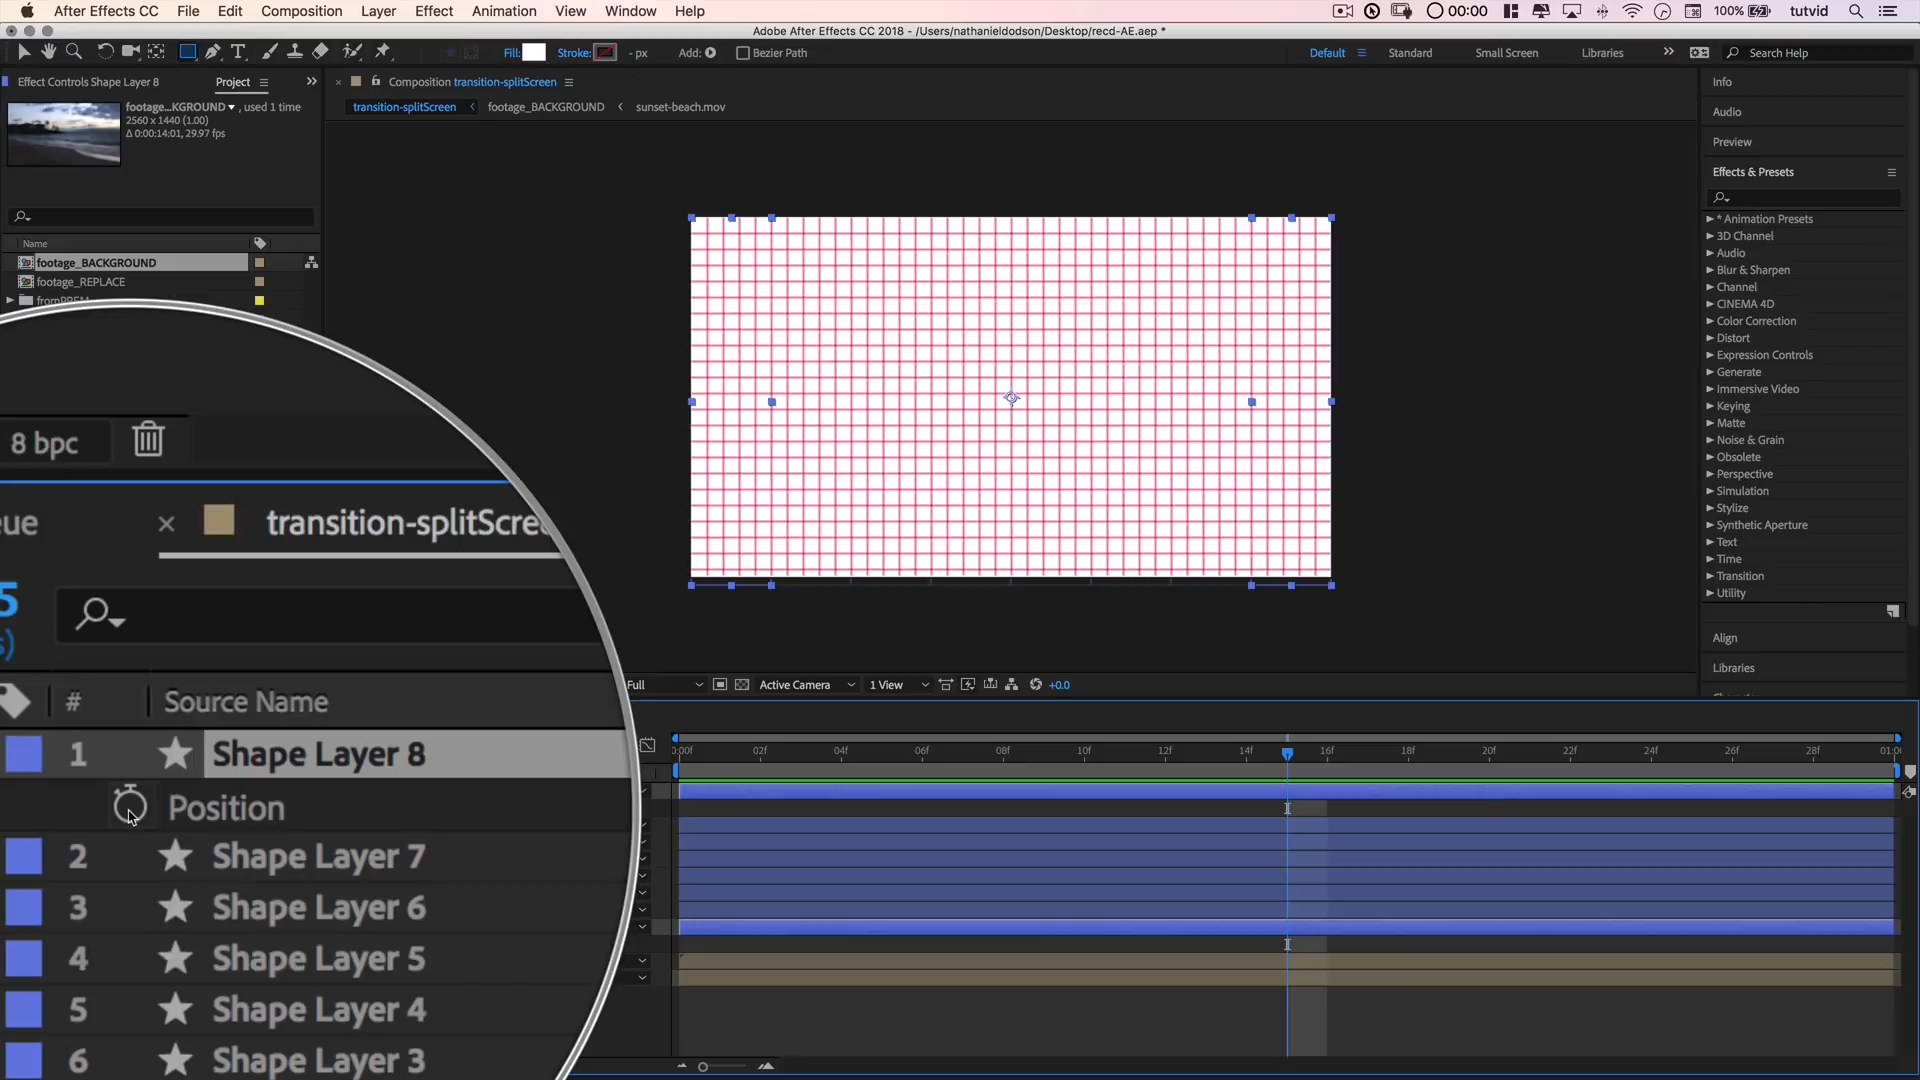 After Effects CC File Edit Composition Layer Effect Animation View Window Help 00:00 100% tutvid
Adobe After Effects CC 2018 - /Users/nathanieldodson/Desktop/recd-AE.aep *
T Fill: Stroke: - px Add: Bezier Path Default Standard Small Screen Libraries Search Help
Effect Controls Shape Layer 8 Project
Composition transition-splitScreen
Info
footage...KGROUND , used 1 time
2560 x 1440 (1.00)
Δ 0:00:14:01, 29.97 fps
transition-splitScreen footage_BACKGROUND sunset-beach.mov
Audio
Preview
Effects & Presets
Name
footage_BACKGROUND
footage_REPLACE
* Animation Presets
3D Channel
Audio
Blur & Sharpen
Channel
CINEMA 4D
Color Correction
Distort
Expression Controls
Generate
Immersive Video
Keying
Matte
Noise & Grain
Obsolete
Perspective
Simulation
Stylize
Synthetic Aperture
Text
Time
Transition
Utility
Align
Libraries
8 bpc
eue
transition-splitScre
5
s)
# Source Name
1 Shape Layer 8
Position
2 Shape Layer 7
3 Shape Layer 6
4 Shape Layer 5
5 Shape Layer 4
6 Shape Layer 3
Full Active Camera 1 View +0.0
0:00f 02f 04f 06f 08f 10f 12f 14f 16f 18f 20f 22f 24f 26f 28f 01:0